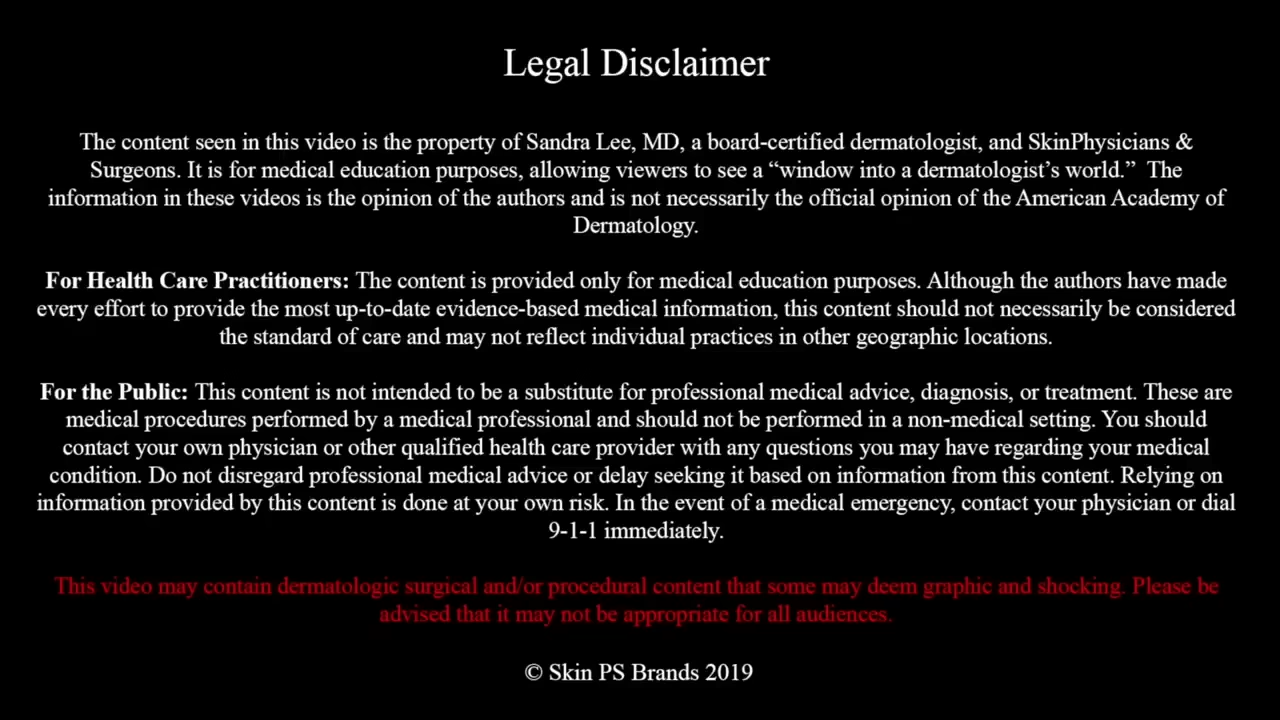 Legal Disclaimer
The content seen in this video is the property of Sandra Lee, MD, a board-certified dermatologist, and SkinPhysicians &
Surgeons. It is for medical education purposes, allowing viewers to see a “window into a dermatologist’s world.”  The
information in these videos is the opinion of the authors and is not necessarily the official opinion of the American Academy of
Dermatology.
For Health Care Practitioners: The content is provided only for medical education purposes. Although the authors have made
every effort to provide the most up-to-date evidence-based medical information, this content should not necessarily be considered
the standard of care and may not reflect individual practices in other geographic locations.
For the Public: This content is not intended to be a substitute for professional medical advice, diagnosis, or treatment. These are
medical procedures performed by a medical professional and should not be performed in a non-medical setting. You should
contact your own physician or other qualified health care provider with any questions you may have regarding your medical
condition. Do not disregard professional medical advice or delay seeking it based on information from this content. Relying on
information provided by this content is done at your own risk. In the event of a medical emergency, contact your physician or dial
9-1-1 immediately.
This video may contain dermatologic surgical and/or procedural content that some may deem graphic and shocking. Please be
advised that it may not be appropriate for all audiences.
© Skin PS Brands 2019